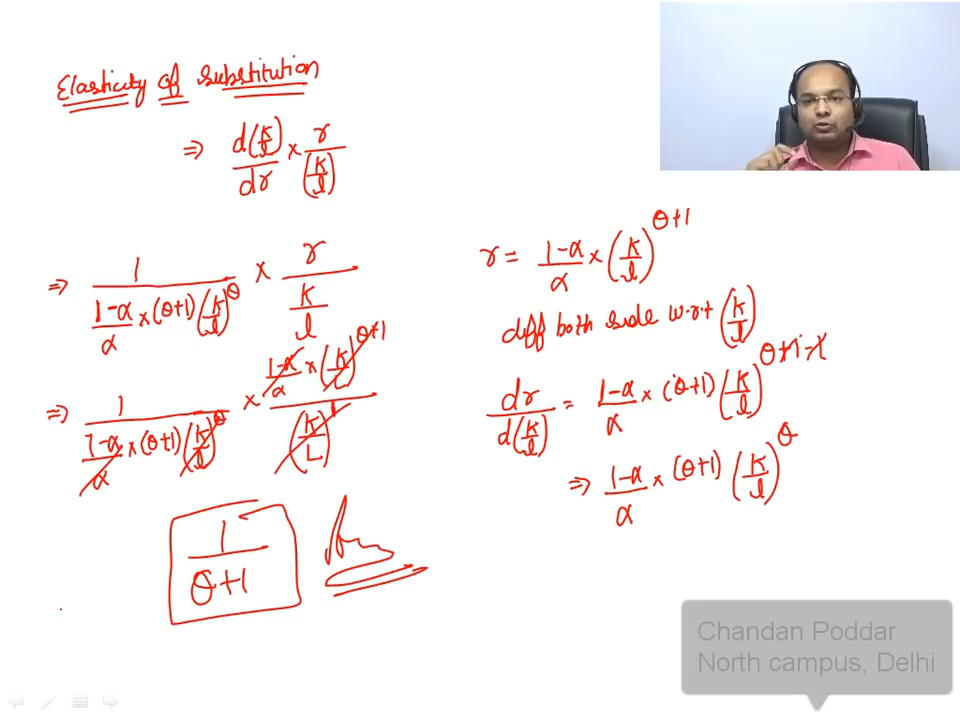 Elasticity of substitution
⇒ d(K/l)/dr × r/(K/l)
⇒ 1/((1-α)/α × (θ+1)(K/l)^θ) × r/(K/l)
⇒ 1/((1-α)/α × (θ+1)(K/l)^θ) × ((1-α)/α × (K/L)^(θ+1))/(K/L)^1
1/(θ+1)
r = (1-α)/α × (K/l)^(θ+1)
diff both side w.r.t (K/l)
dr/d(K/l) = (1-α)/α × (θ+1)(K/l)^(θ+1-1)
⇒ (1-α)/α × (θ+1)(K/l)^θ
Chandan Poddar
North campus, Delhi